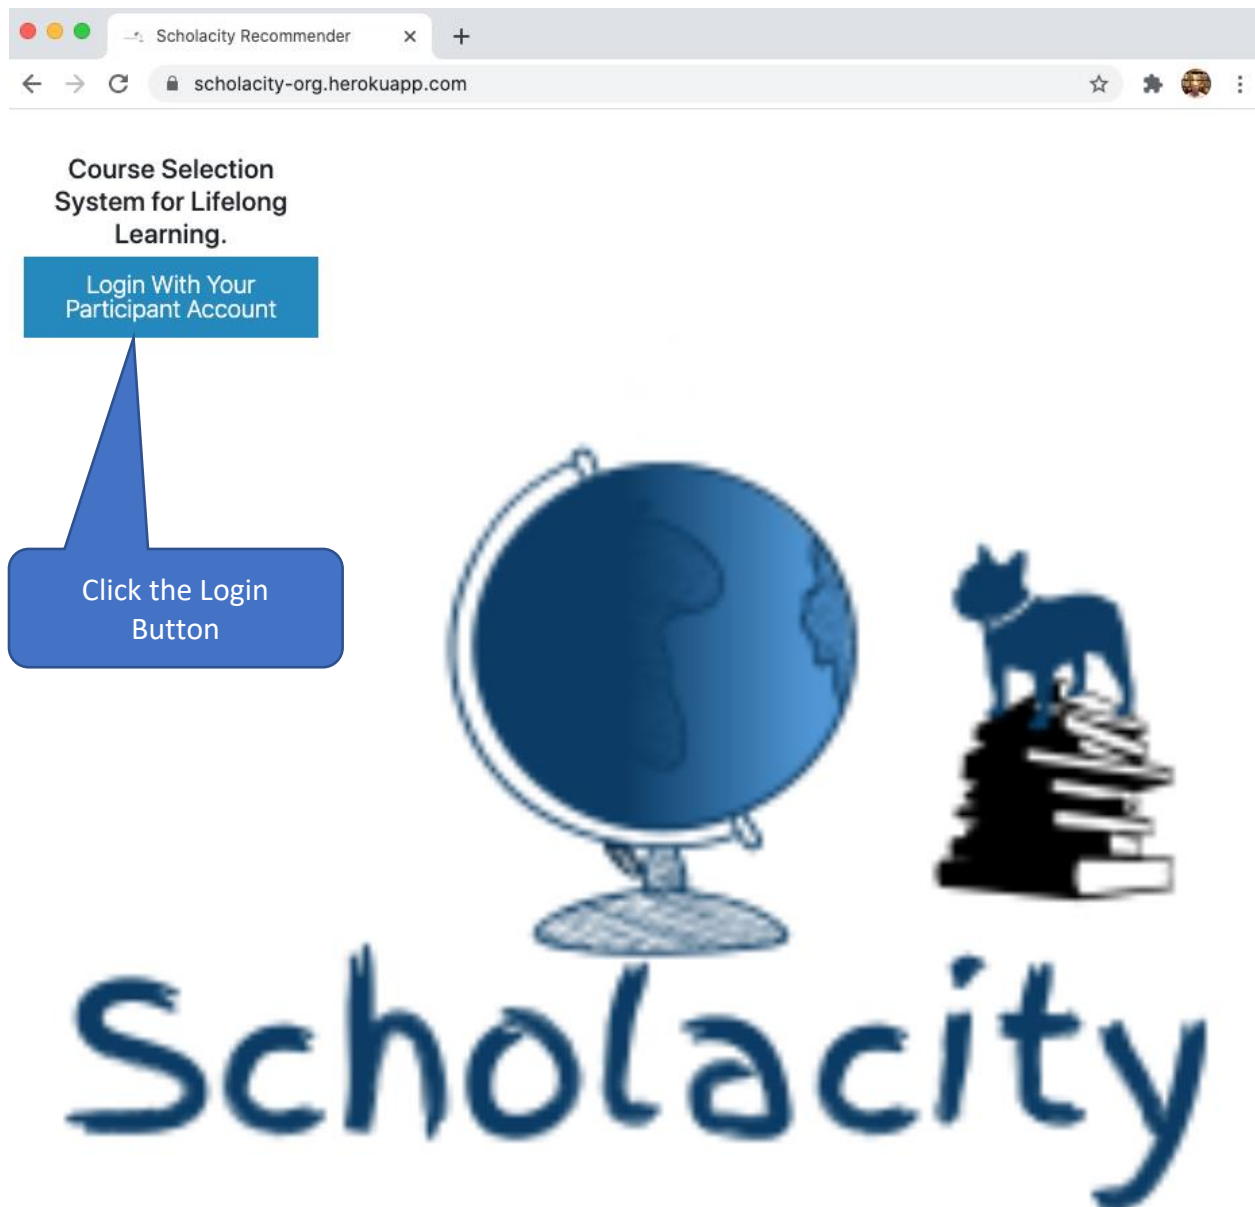 Scholacity Recommender
scholacity-org.herokuapp.com
Course Selection
System for Lifelong
Learning.
Login With Your
Participant Account
Click the Login
Button
Scholacity